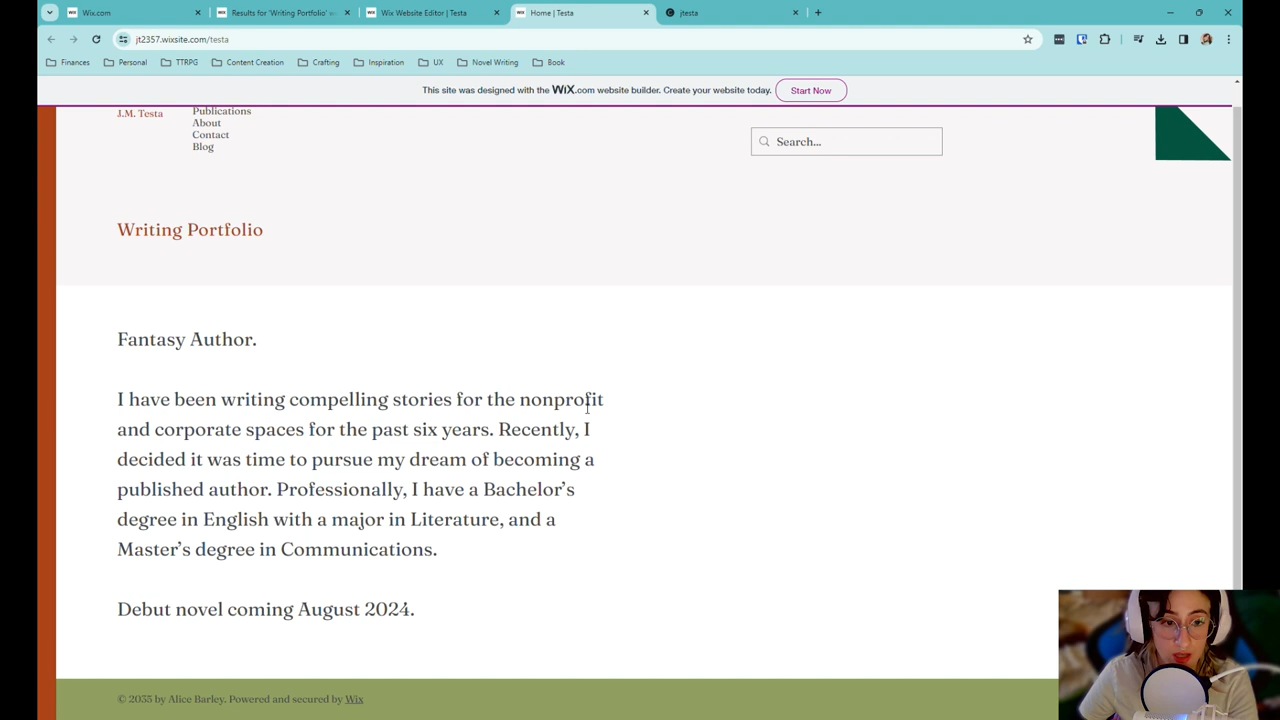 Wix.com
Results for 'Writing Portfolio' w
Wix Website Editor | Testa
Home | Testa
jtesta
jt2357.wixsite.com/testa
Finances
Personal
TTRPG
Content Creation
Crafting
Inspiration
UX
Novel Writing
Book
This site was designed with the WiX.com website builder. Create your website today.
Start Now
J.M. Testa
Publications
About
Contact
Blog
Search...
Writing Portfolio
Fantasy Author.
I have been writing compelling stories for the nonprofit
and corporate spaces for the past six years. Recently, I
decided it was time to pursue my dream of becoming a
published author. Professionally, I have a Bachelor's
degree in English with a major in Literature, and a
Master's degree in Communications.
Debut novel coming August 2024.
© 2035 by Alice Barley. Powered and secured by Wix